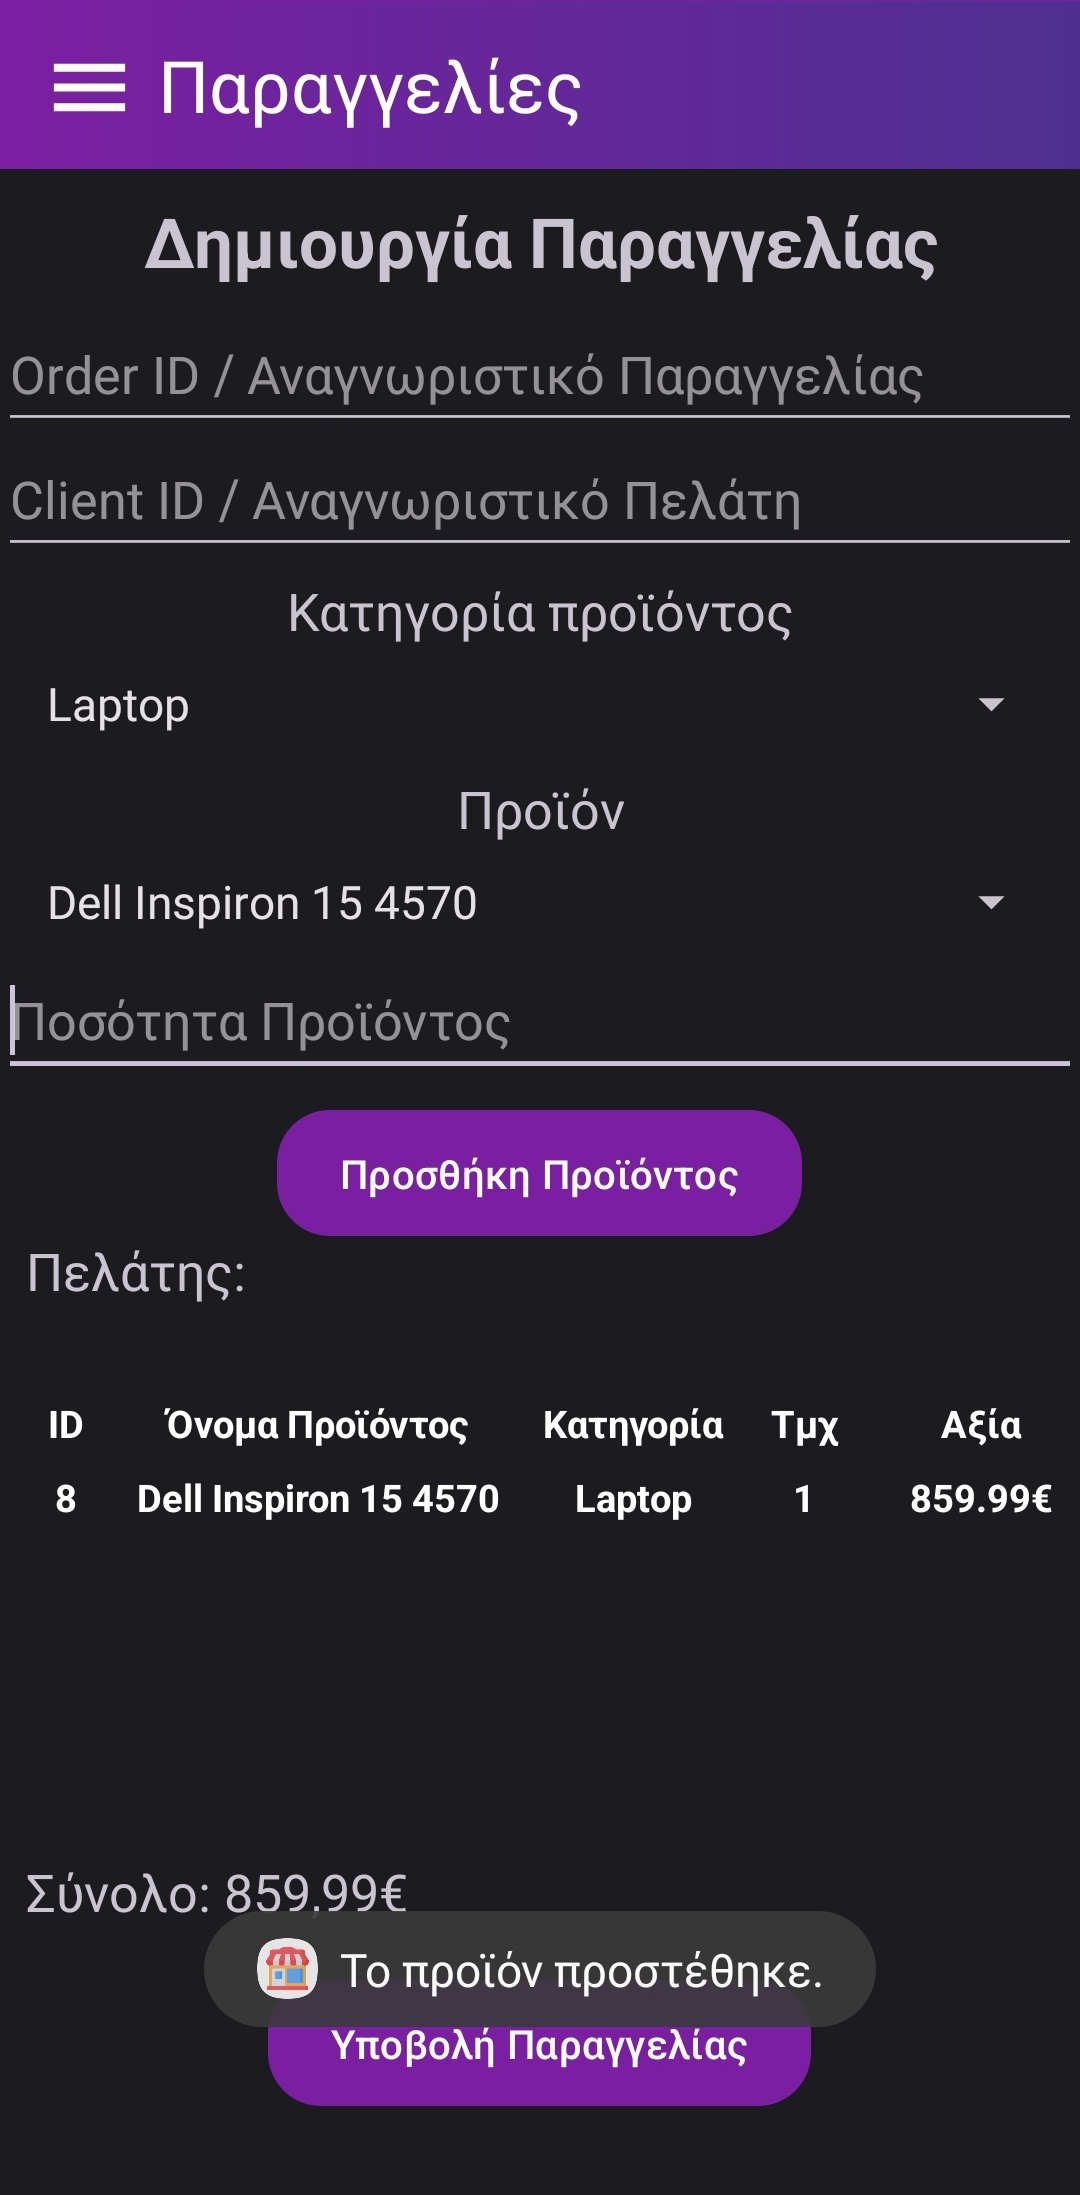 Παραγγελίες
Δημιουργία Παραγγελίας
Order ID / Αναγνωριστικό Παραγγελίας
Client ID / Αναγνωριστικό Πελάτη
Κατηγορία προϊόντος
Laptop
Προϊόν
Dell Inspiron 15 4570
Ποσότητα Προϊόντος
Προσθήκη Προϊόντος
Πελάτης:
ID Όνομα Προϊόντος Κατηγορία Τμχ Αξία
8 Dell Inspiron 15 4570 Laptop 1 859.99€
Σύνολο: 859,99€
Το προϊόν προστέθηκε.
Υποβολή Παραγγελίας